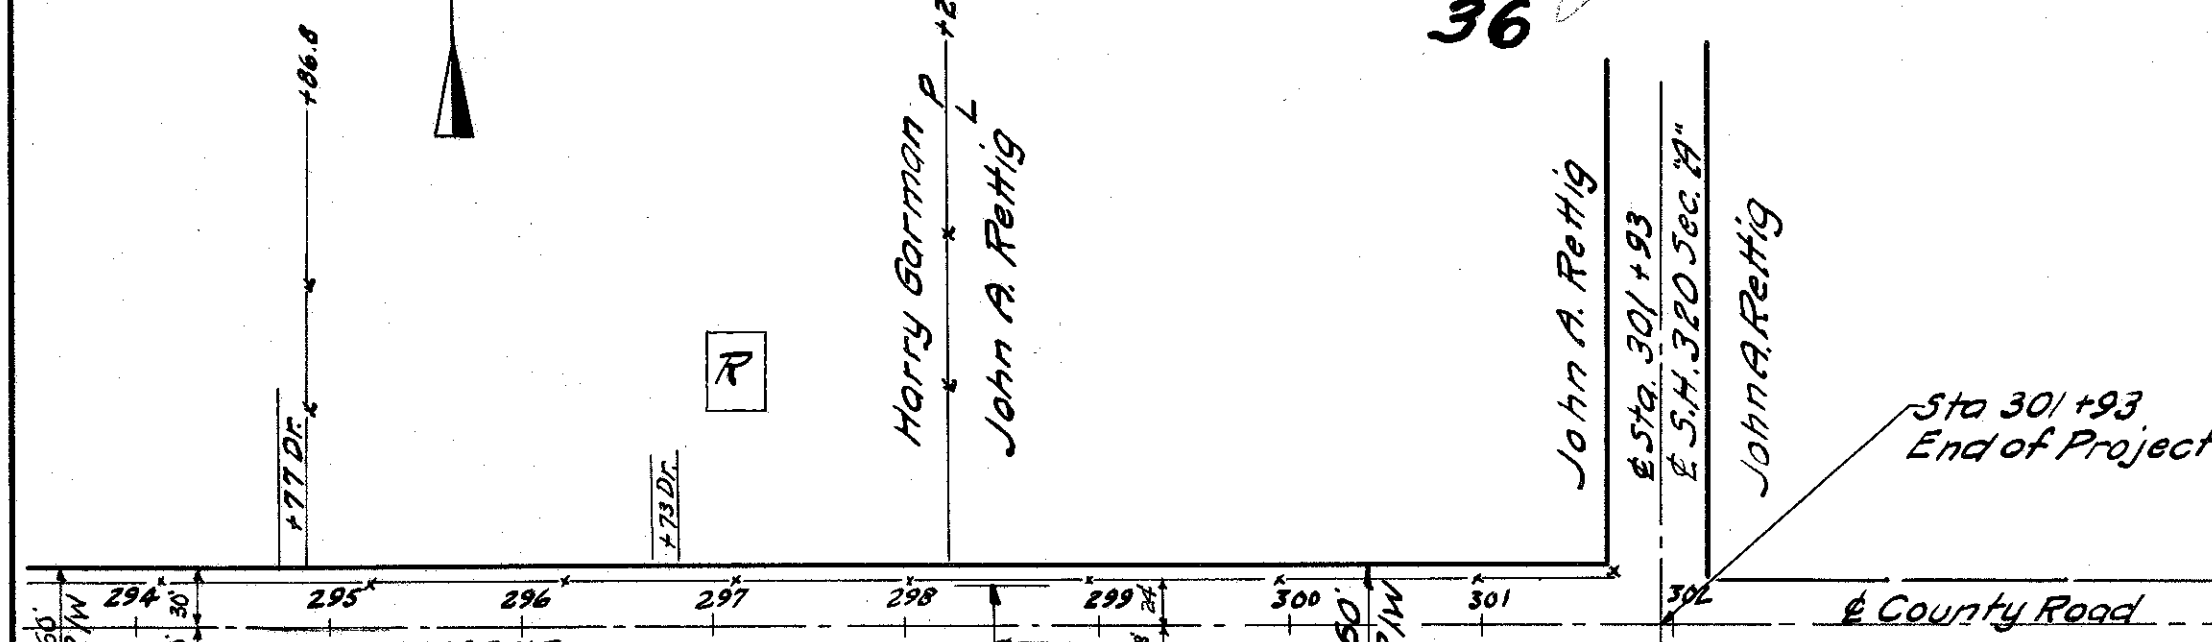 36
+86.8
+77 Dr.
+73 Dr.
R
Harry Garman
P
L
John A. Rettig
John A. Rettig
℄ Sta. 301+93
℄ S.H. 320 Sec. "A"
John A. Rettig
Sta 301+93
End of Project
294 295 296 297 298 299 300 301 302
30'
24'
60'
℄ County Road